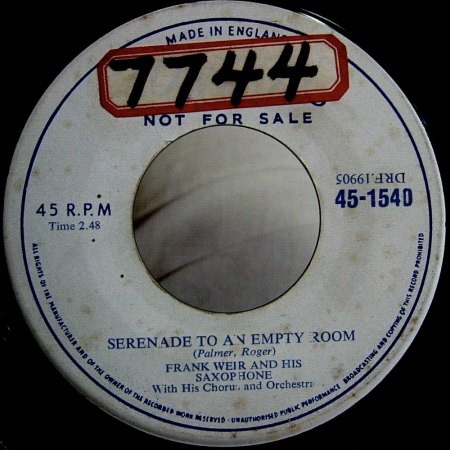 MADE IN ENGLAND
7744
NOT FOR SALE
DRF.19905
45 R.P.M
45-1540
Time 2.48
SERENADE TO AN EMPTY ROOM
(Palmer, Roger)
FRANK WEIR AND HIS
SAXOPHONE
With His Chorus and Orchestra
ALL RIGHTS OF THE MANUFACTURER AND OF THE OWNER OF THE RECORDED WORK RESERVED · UNAUTHORISED PUBLIC PERFORMANCE BROADCASTING AND COPYING OF THIS RECORD PROHIBITED